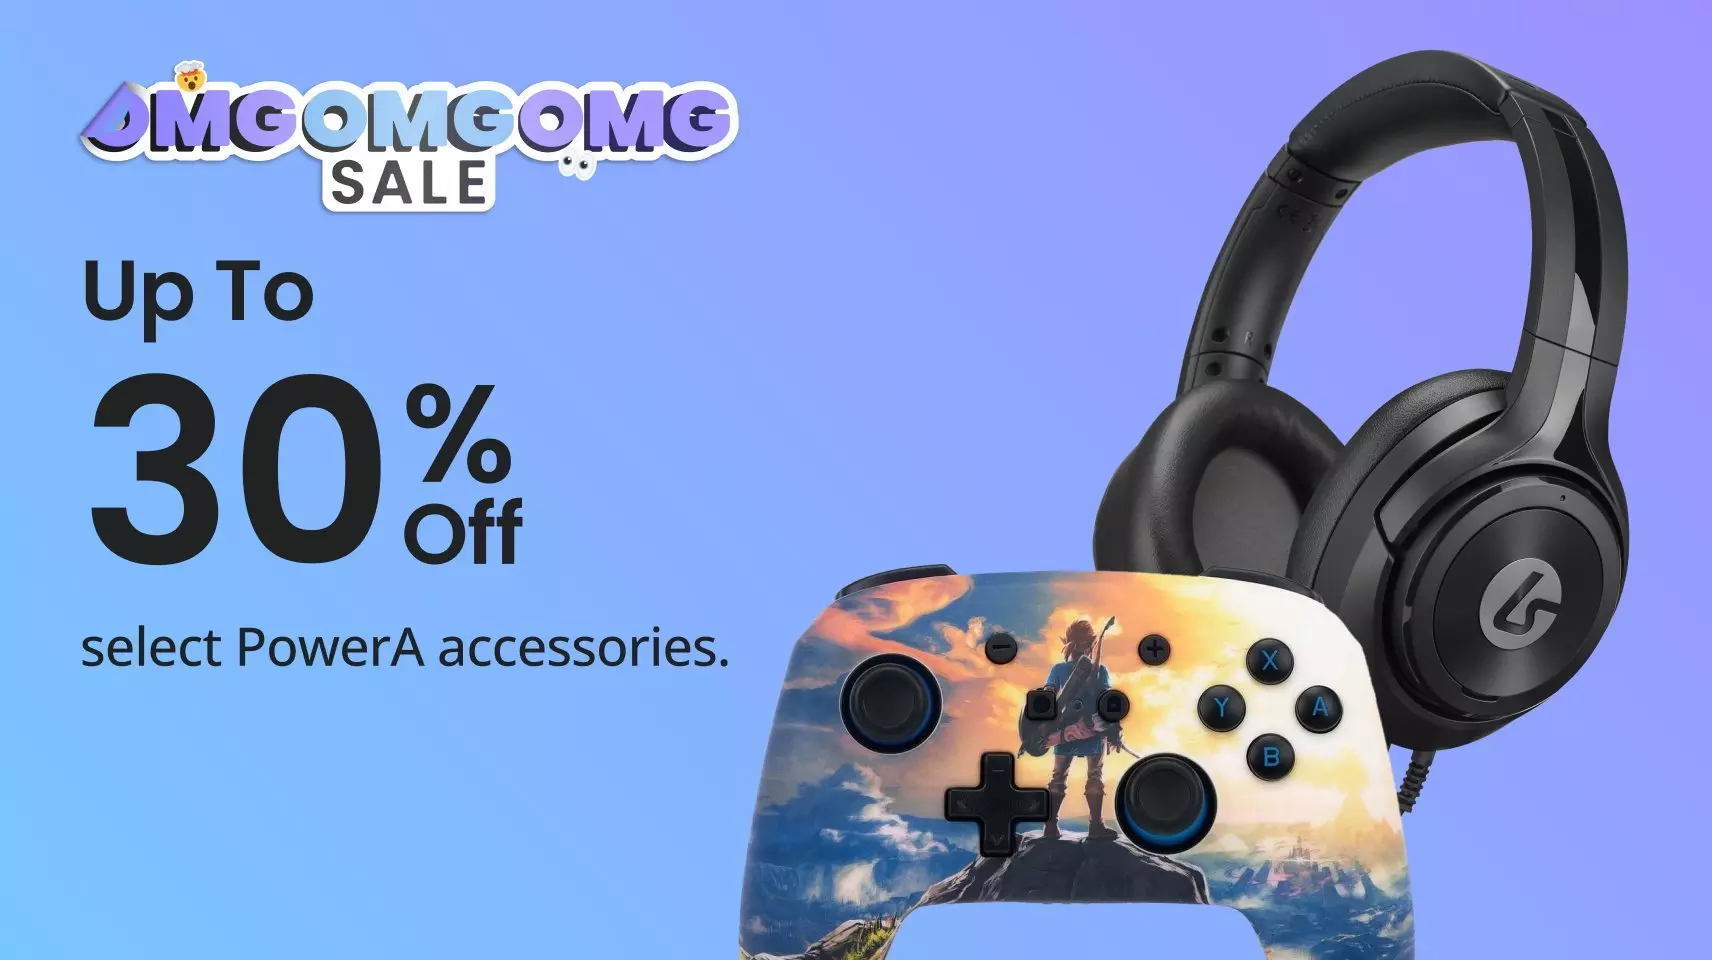 OMGOMGOMG
SALE
Up To
30%
Off
select PowerA accessories.
R
X
Y
A
B